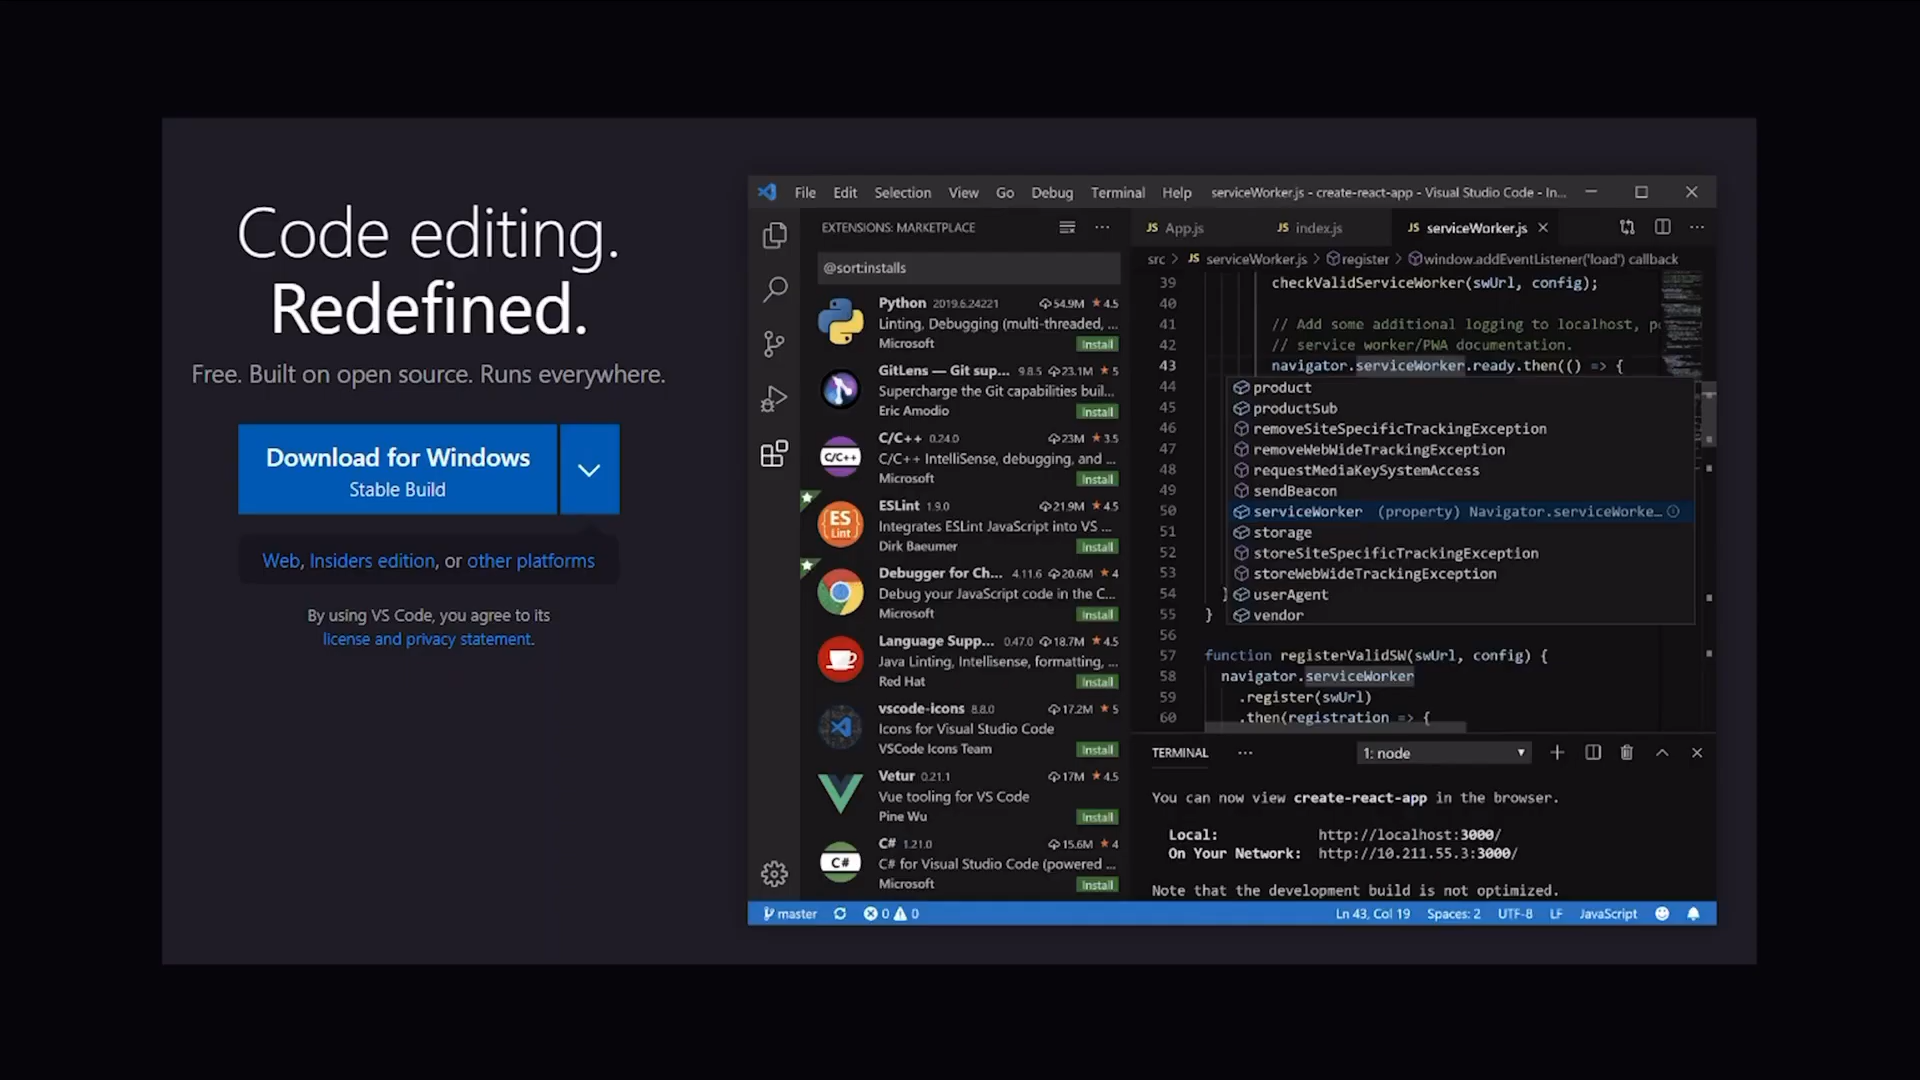 Code editing.
Redefined.
Free. Built on open source. Runs everywhere.
Download for Windows
Stable Build
Web, Insiders edition, or other platforms
By using VS Code, you agree to its
license and privacy statement.
File Edit Selection View Go Debug Terminal Help serviceWorker.js - create-react-app - Visual Studio Code - In...
EXTENSIONS: MARKETPLACE
@sort:installs
Python 2019.6.24221 54.9M 4.5
Linting, Debugging (multi-threaded, ...
Microsoft Install
GitLens — Git sup... 9.8.5 23.1M 5
Supercharge the Git capabilities buil...
Eric Amodio Install
C/C++
C/C++ 0.24.0 23M 3.5
C/C++ IntelliSense, debugging, and ...
Microsoft Install
ES
Lint
ESLint 1.9.0 21.9M 4.5
Integrates ESLint JavaScript into VS ...
Dirk Baeumer Install
Debugger for Ch... 4.11.6 20.6M 4
Debug your JavaScript code in the C...
Microsoft Install
Language Supp... 0.47.0 18.7M 4.5
Java Linting, Intellisense, formatting, ...
Red Hat Install
vscode-icons 8.8.0 17.2M 5
Icons for Visual Studio Code
VSCode Icons Team Install
Vetur 0.21.1 17M 4.5
Vue tooling for VS Code
Pine Wu Install
C#
C# 1.21.0 15.6M 4
C# for Visual Studio Code (powered ...
Microsoft Install
JS App.js JS index.js JS serviceWorker.js
src > JS serviceWorker.js > register > window.addEventListener('load') callback
39 checkValidServiceWorker(swUrl, config);
40
41 // Add some additional logging to localhost, p
42 // service worker/PWA documentation.
43 navigator.serviceWorker.ready.then(() => {
44 product
45 productSub
46 removeSiteSpecificTrackingException
47 removeWebWideTrackingException
48 requestMediaKeySystemAccess
49 sendBeacon
50 serviceWorker (property) Navigator.serviceWorke...
51 storage
52 storeSiteSpecificTrackingException
53 storeWebWideTrackingException
54 } userAgent
55 } vendor
56
57 function registerValidSW(swUrl, config) {
58 navigator.serviceWorker
59 .register(swUrl)
60 .then(registration => {
TERMINAL ... 1: node
You can now view create-react-app in the browser.
Local: http://localhost:3000/
On Your Network: http://10.211.55.3:3000/
Note that the development build is not optimized.
master 0 0 Ln 43, Col 19 Spaces: 2 UTF-8 LF JavaScript